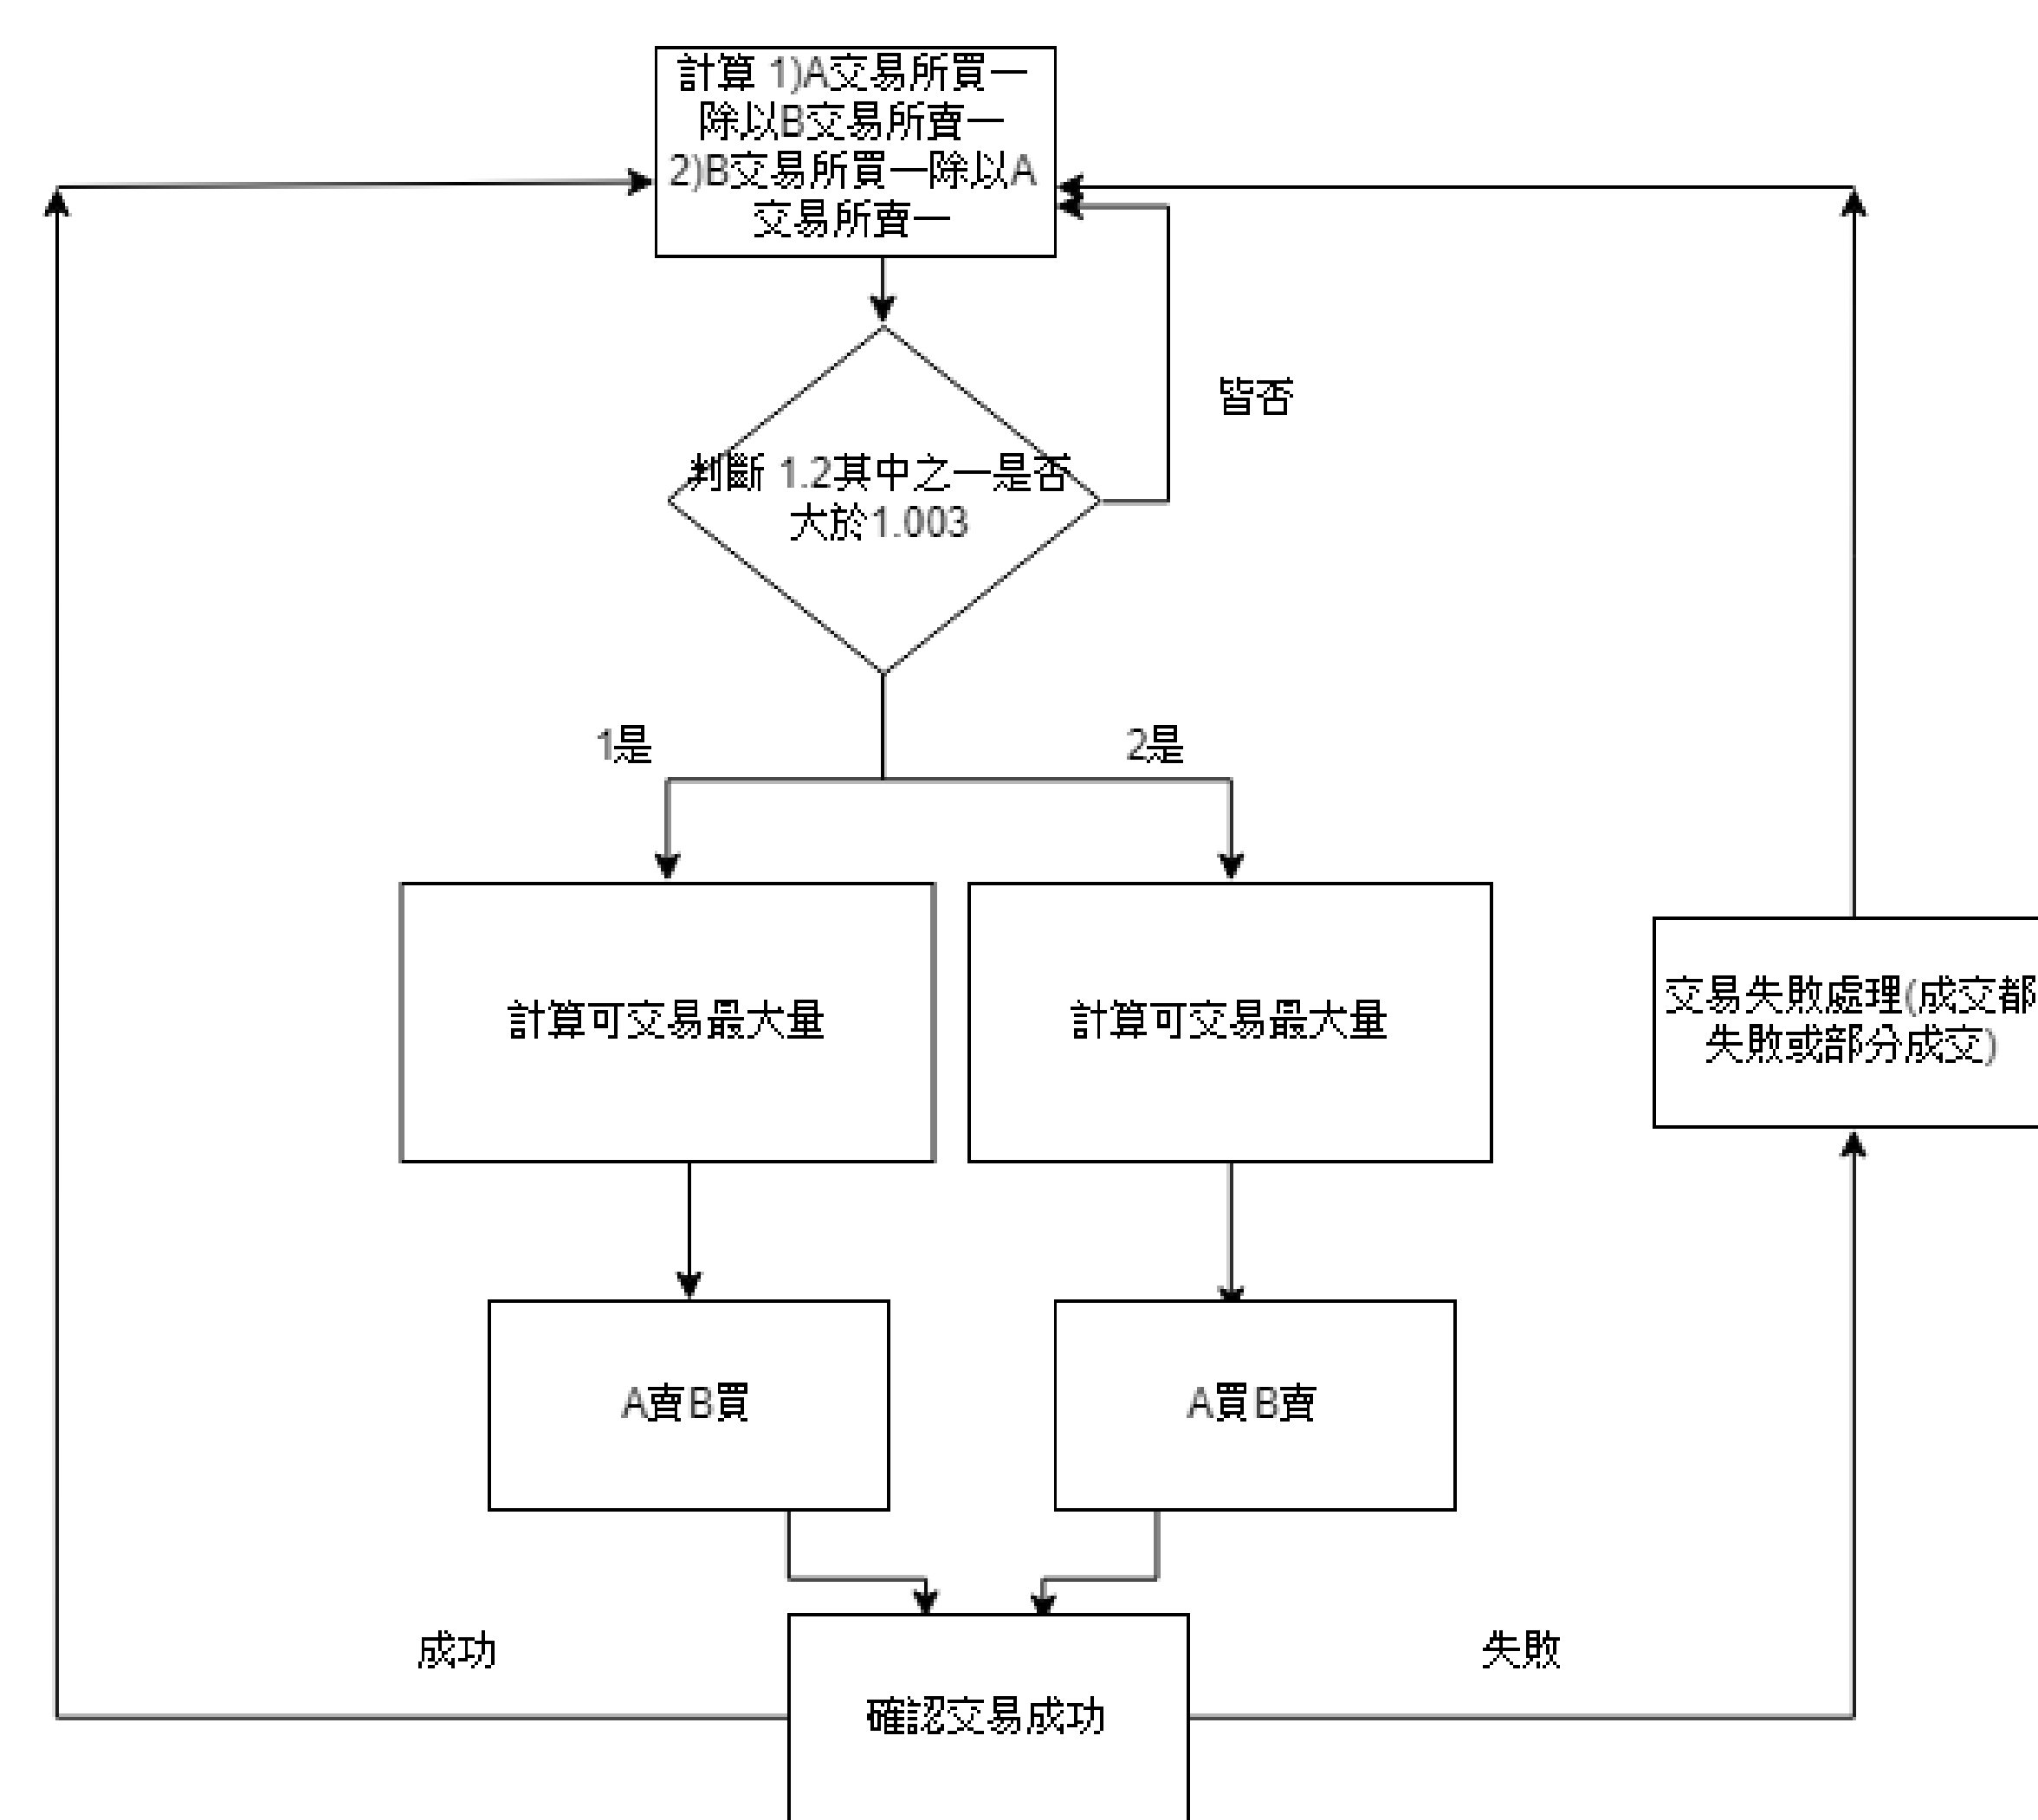 計算 1)A交易所買一
除以B交易所賣一
2)B交易所買一除以A
交易所賣一
皆否
判斷 1.2其中之一是否
大於1.003
1是
2是
計算可交易最大量
計算可交易最大量
交易失敗處理(成交都
失敗或部分成交)
A賣B買
A買B賣
成功
失敗
確認交易成功